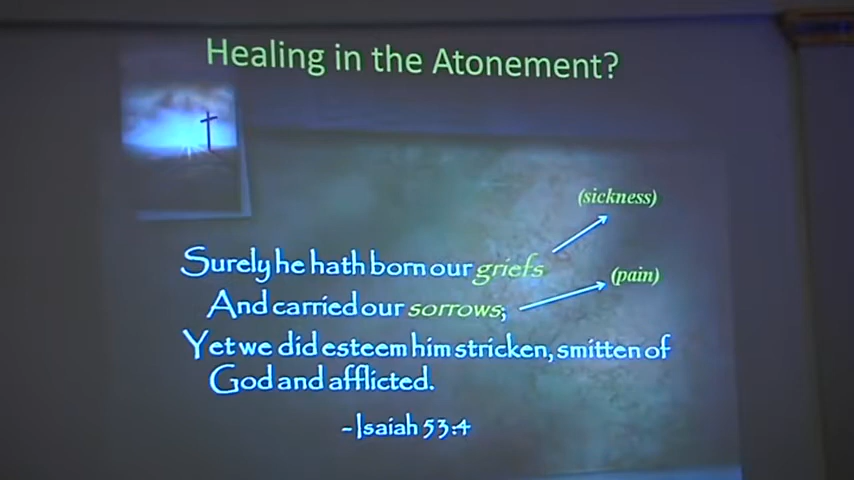 Healing in the Atonement?
(sickness)
Surely he hath born our griefs
(pain)
And carried our sorrows;
Yet we did esteem him stricken, smitten of
God and afflicted.
-Isaiah 53:4